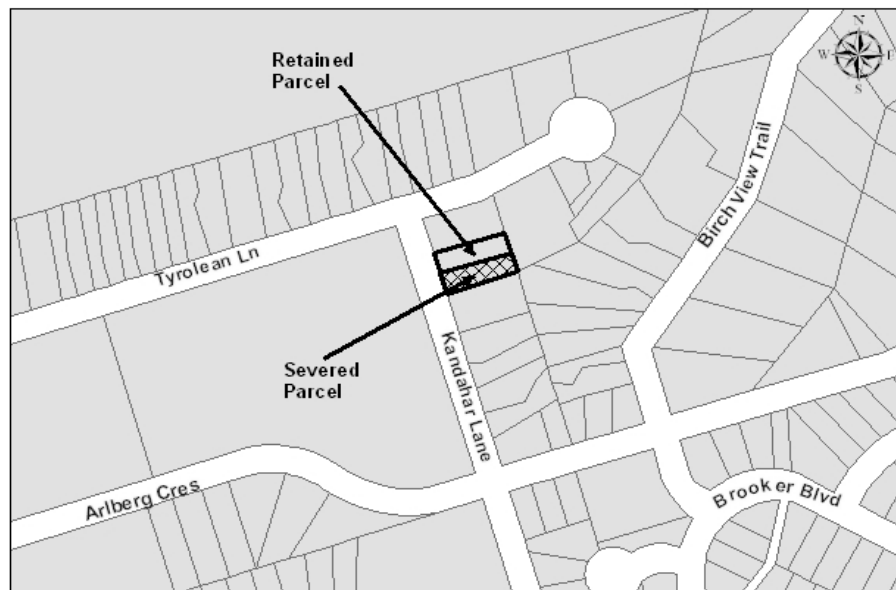 N
W E
S
Retained
Parcel
Birch View Trail
Tyrolean Ln
Severed
Parcel
Kandahar Lane
Arlberg Cres
Brooker Blvd